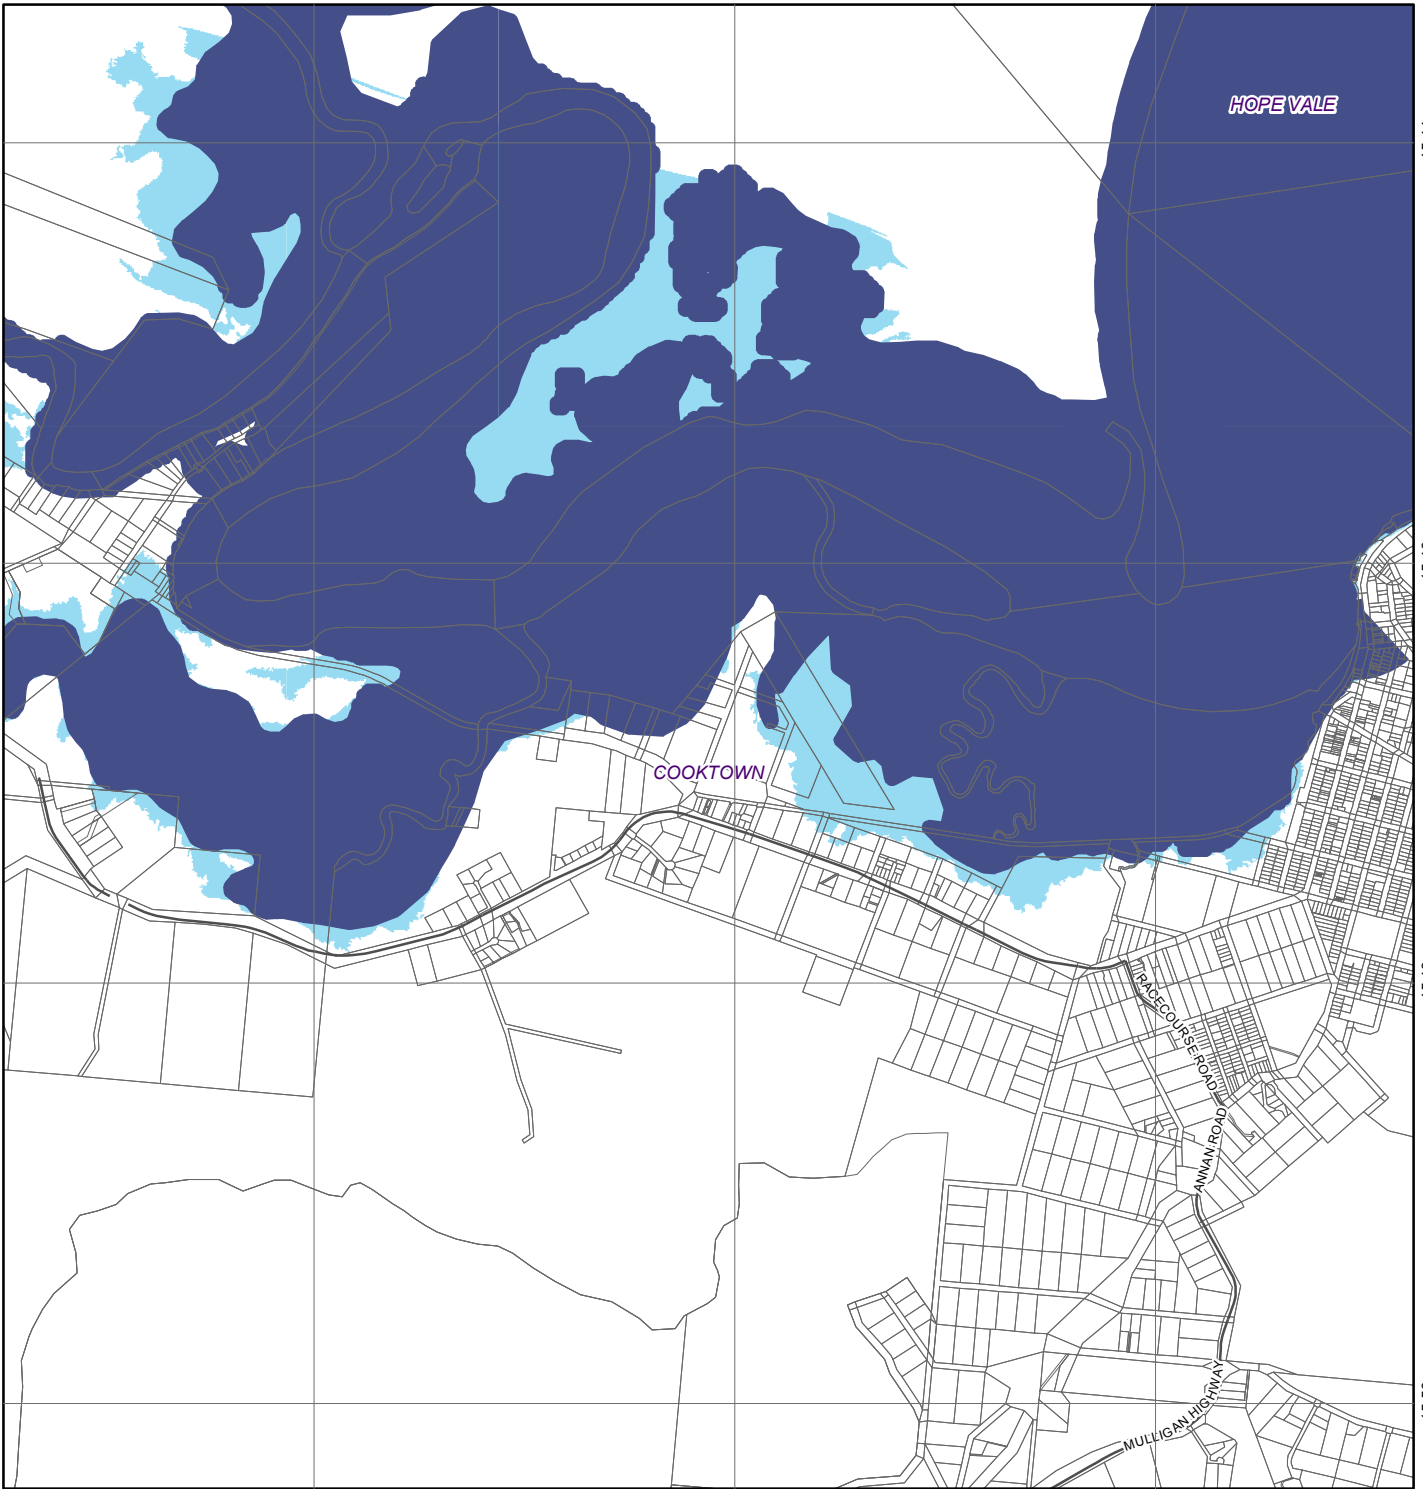 HOPE VALE
COOKTOWN
RACECOURSE ROAD
ANNAN ROAD
MULLIGAN HIGHWAY